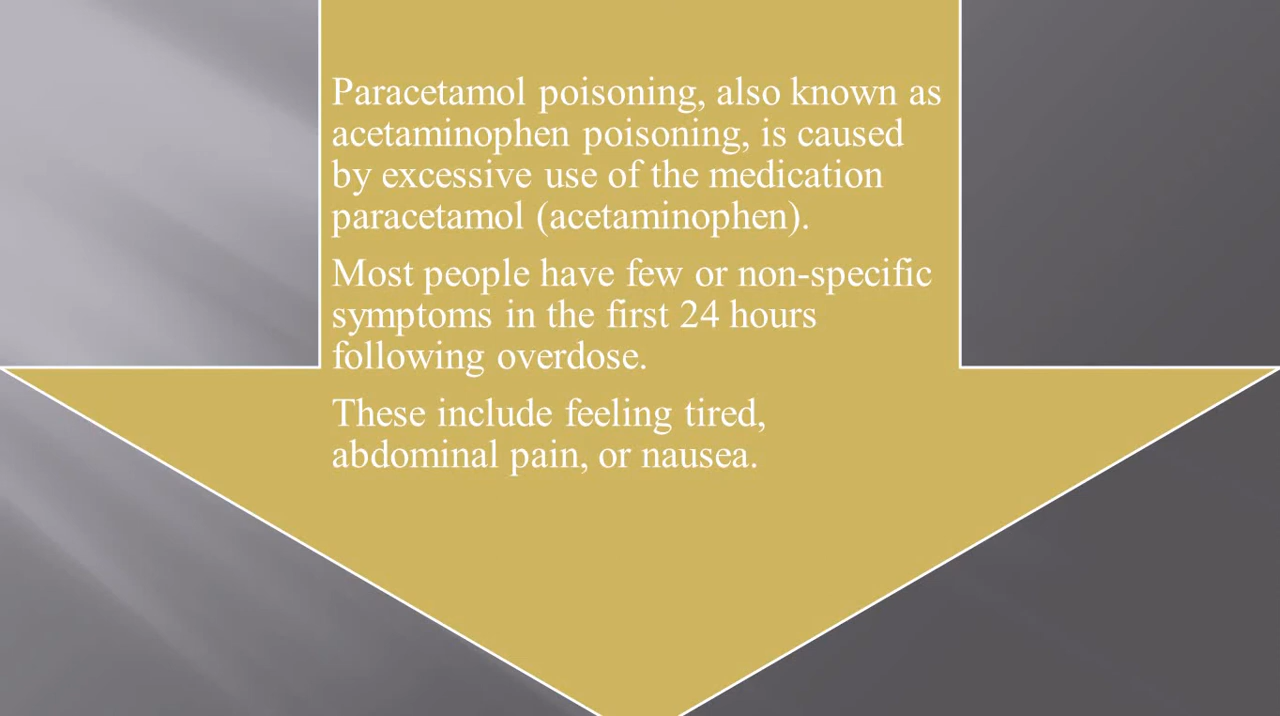 Paracetamol poisoning, also known as
acetaminophen poisoning, is caused
by excessive use of the medication
paracetamol (acetaminophen).
Most people have few or non-specific
symptoms in the first 24 hours
following overdose.
These include feeling tired,
abdominal pain, or nausea.